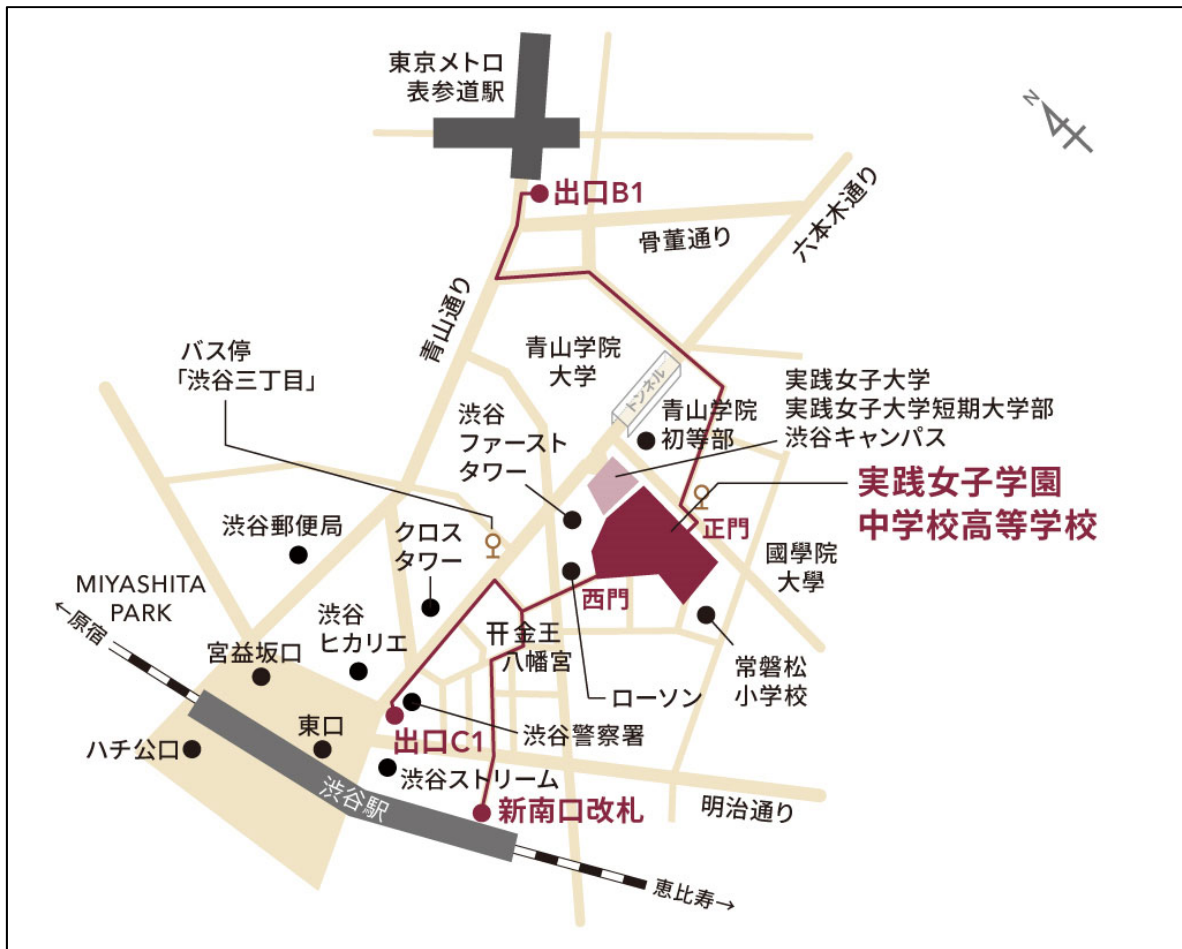 東京メトロ
表参道駅
N
出口B1
骨董通り
六本木通り
青山通り
バス停
「渋谷三丁目」
青山学院
大学
トンネル
渋谷
ファースト
タワー
青山学院
初等部
実践女子大学
実践女子大学短期大学部
渋谷キャンパス
実践女子学園
中学校高等学校
正門
國學院
大學
西門
渋谷郵便局
クロス
タワー
MIYASHITA
PARK
←原宿
渋谷
ヒカリエ
宮益坂口
金王
八幡宮
常磐松
小学校
ローソン
東口
ハチ公口
出口C1
渋谷警察署
渋谷ストリーム
渋谷駅
新南口改札
明治通り
恵比寿→